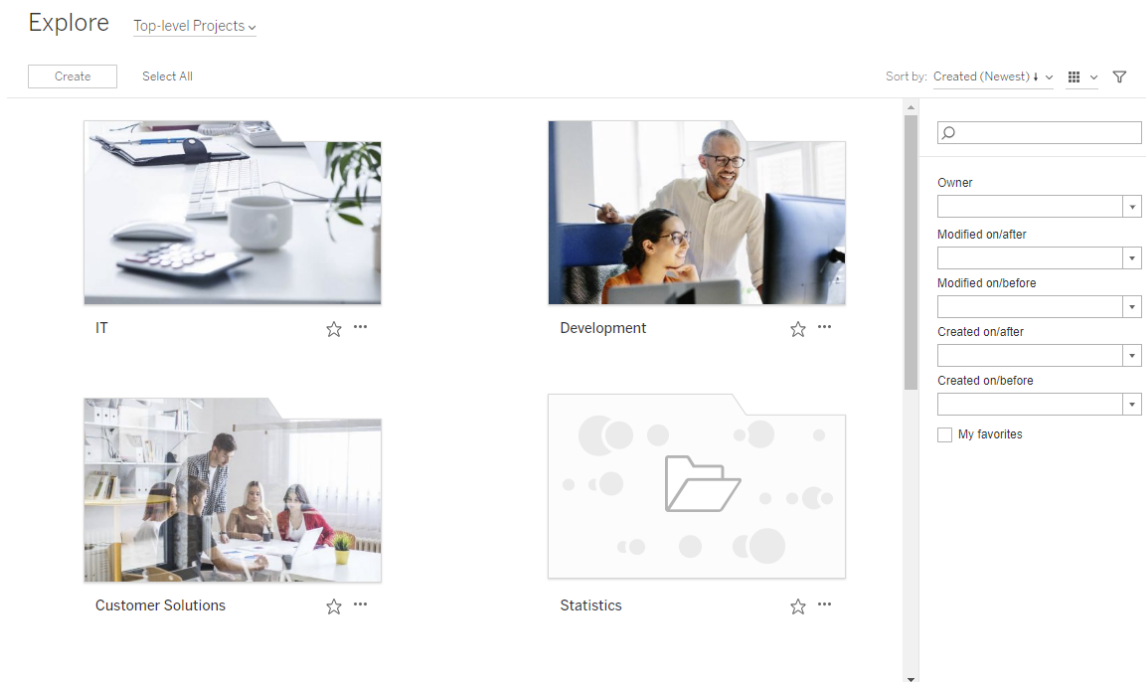 Explore Top-level Projects
Create Select All Sort by: Created (Newest)
IT
Development
Customer Solutions
Statistics
Owner
Modified on/after
Modified on/before
Created on/after
Created on/before
My favorites